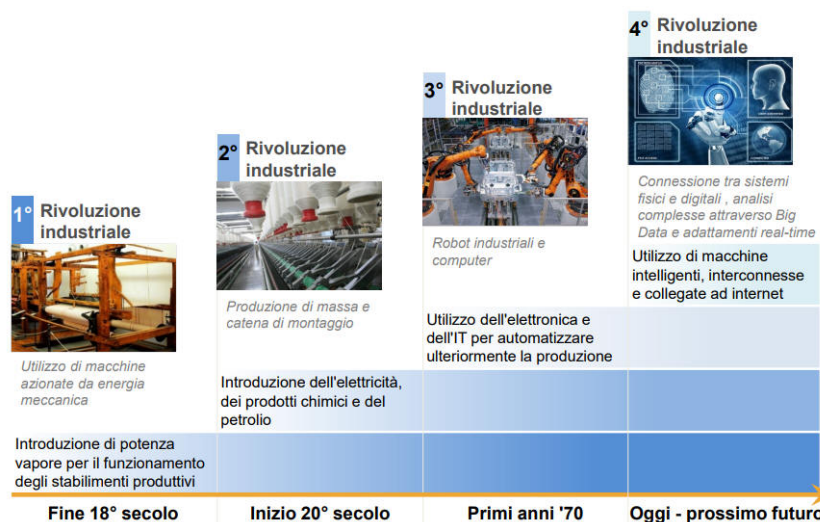 1° Rivoluzione
industriale
Utilizzo di macchine
azionate da energia
meccanica
Introduzione di potenza
vapore per il funzionamento
degli stabilimenti produttivi
Fine 18° secolo
2° Rivoluzione
industriale
Produzione di massa e
catena di montaggio
Introduzione dell'elettricità,
dei prodotti chimici e del
petrolio
Inizio 20° secolo
3° Rivoluzione
industriale
Robot industriali e
computer
Utilizzo dell'elettronica e
dell'IT per automatizzare
ulteriormente la produzione
Primi anni '70
4° Rivoluzione
industriale
Connessione tra sistemi
fisici e digitali , analisi
complesse attraverso Big
Data e adattamenti real-time
Utilizzo di macchine
intelligenti, interconnesse
e collegate ad internet
Oggi - prossimo futuro